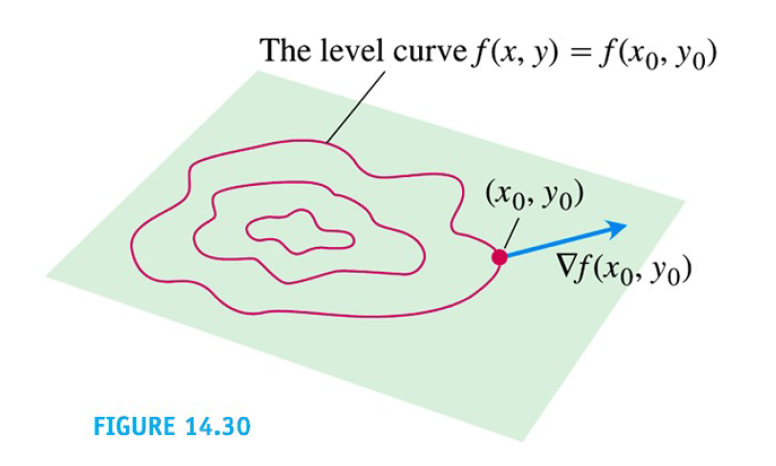 The level curve f(x, y) = f(x₀, y₀)
(x₀, y₀)
∇f(x₀, y₀)
FIGURE 14.30